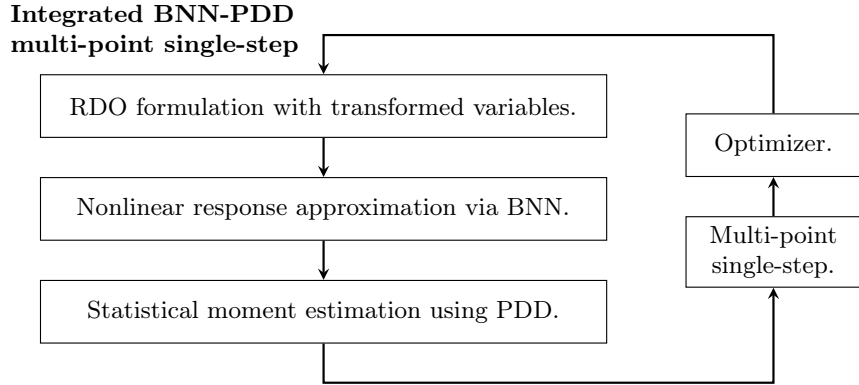 Integrated BNN-PDD
multi-point single-step
RDO formulation with transformed variables.
Nonlinear response approximation via BNN.
Statistical moment estimation using PDD.
Optimizer.
Multi-point
single-step.